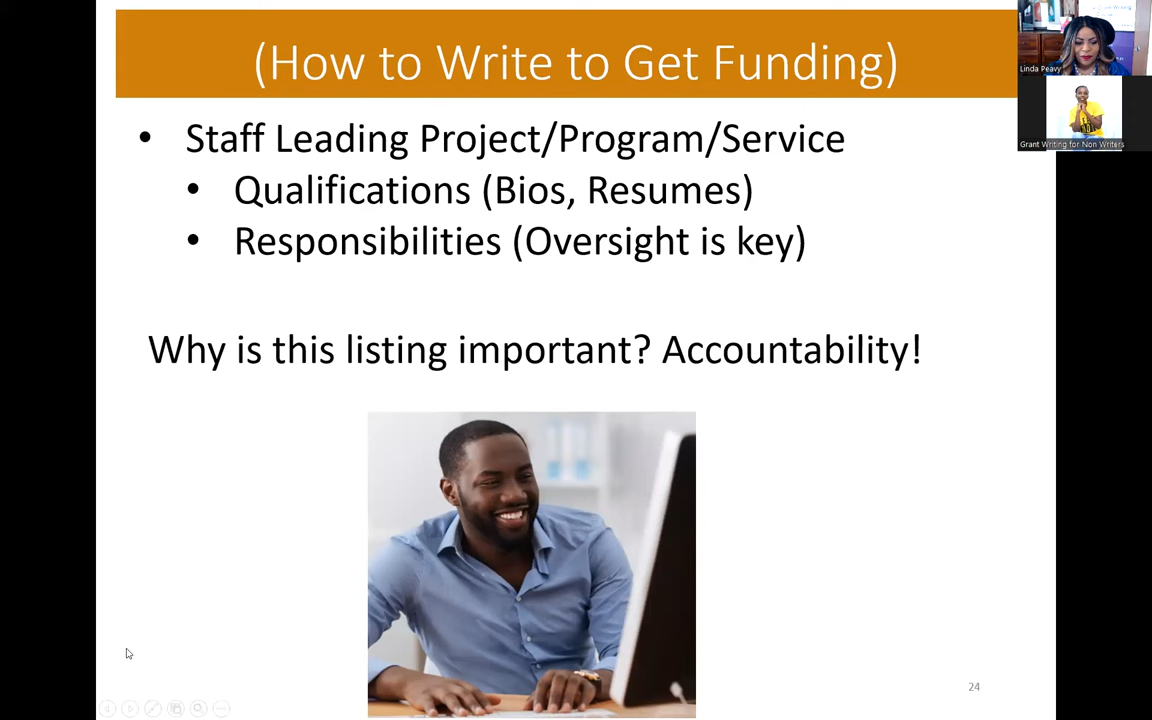 (How to Write to Get Funding)
• Staff Leading Project/Program/Service
• Qualifications (Bios, Resumes)
• Responsibilities (Oversight is key)
Why is this listing important? Accountability!
24
Linda Peavy
Grant Writing for Non Writers